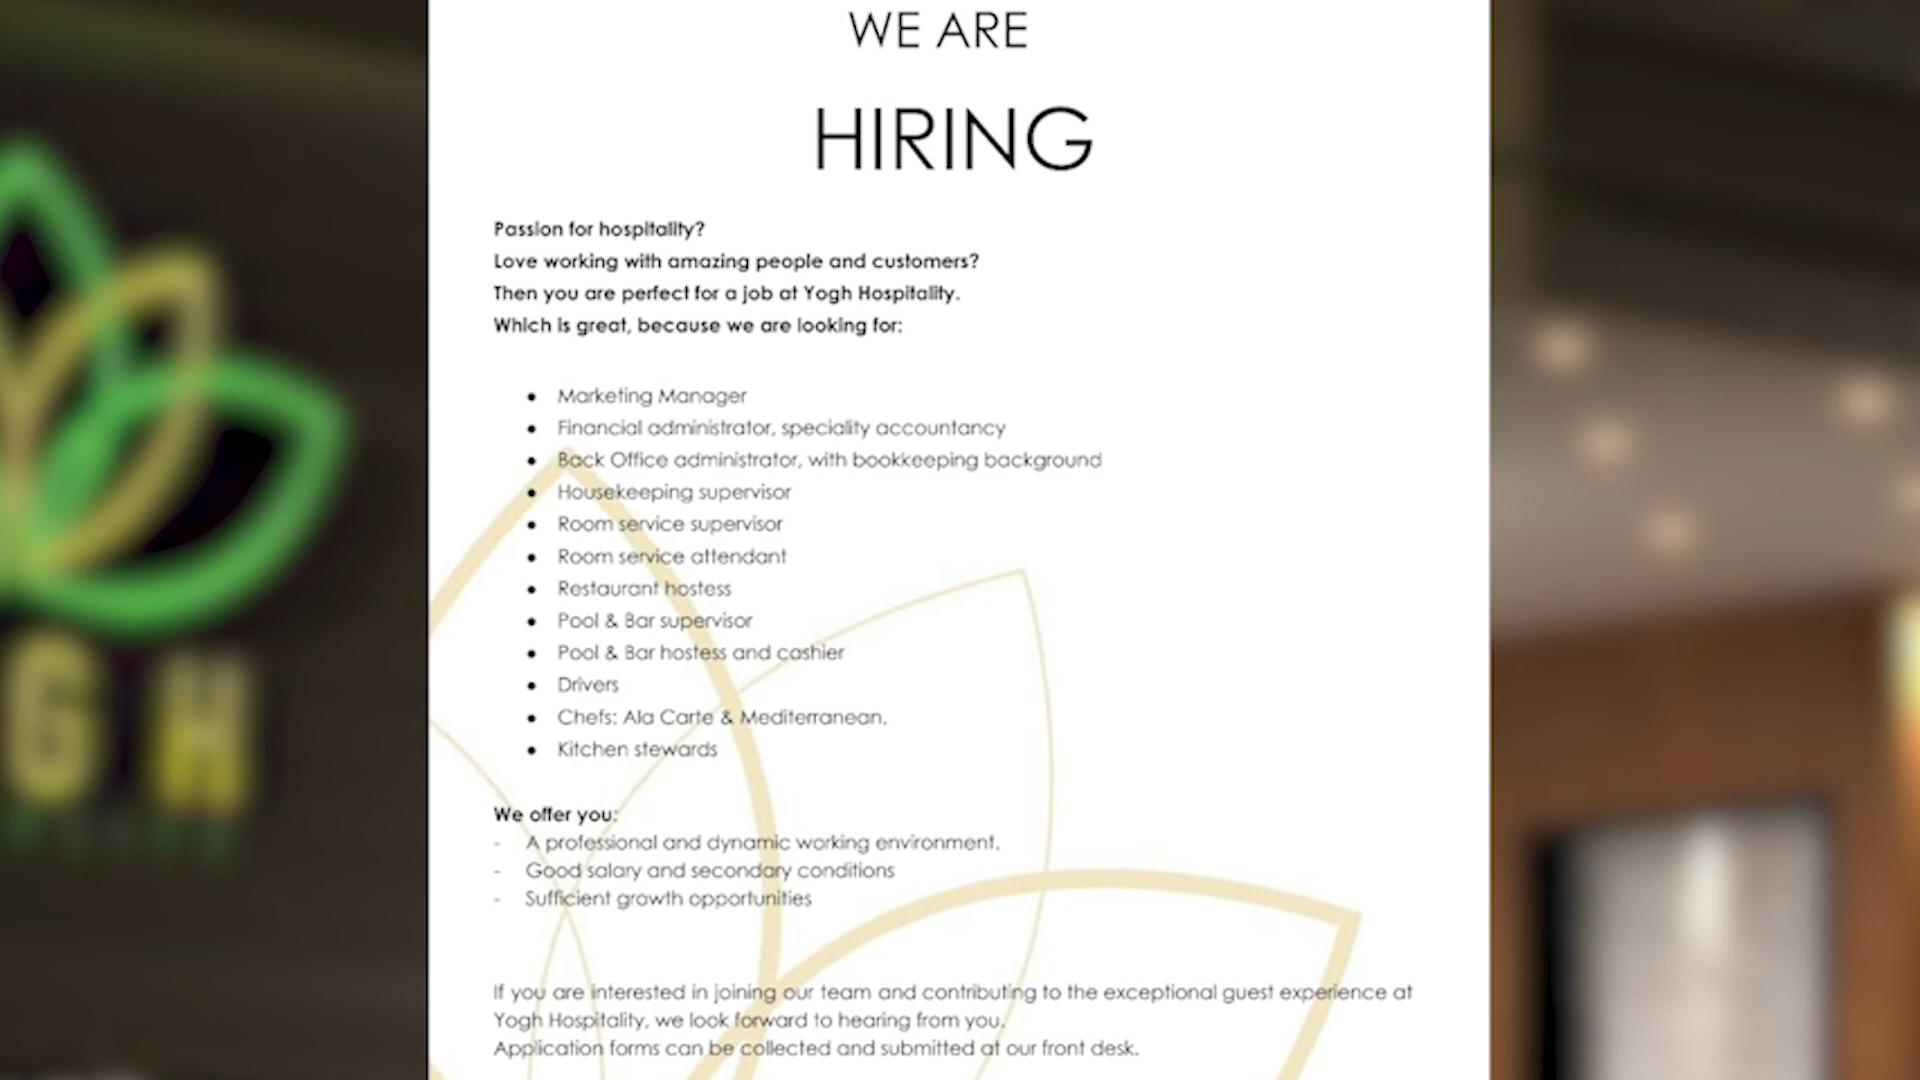 WE ARE
HIRING
Passion for hospitality?
Love working with amazing people and customers?
Then you are perfect for a job at Yogh Hospitality.
Which is great, because we are looking for:
• Marketing Manager
• Financial administrator, speciality accountancy
• Back Office administrator, with bookkeeping background
• Housekeeping supervisor
• Room service supervisor
• Room service attendant
• Restaurant hostess
• Pool & Bar supervisor
• Pool & Bar hostess and cashier
• Drivers
• Chefs: Ala Carte & Mediterranean.
• Kitchen stewards
We offer you:
- A professional and dynamic working environment.
- Good salary and secondary conditions
- Sufficient growth opportunities
If you are interested in joining our team and contributing to the exceptional guest experience at
Yogh Hospitality, we look forward to hearing from you.
Application forms can be collected and submitted at our front desk.
G H